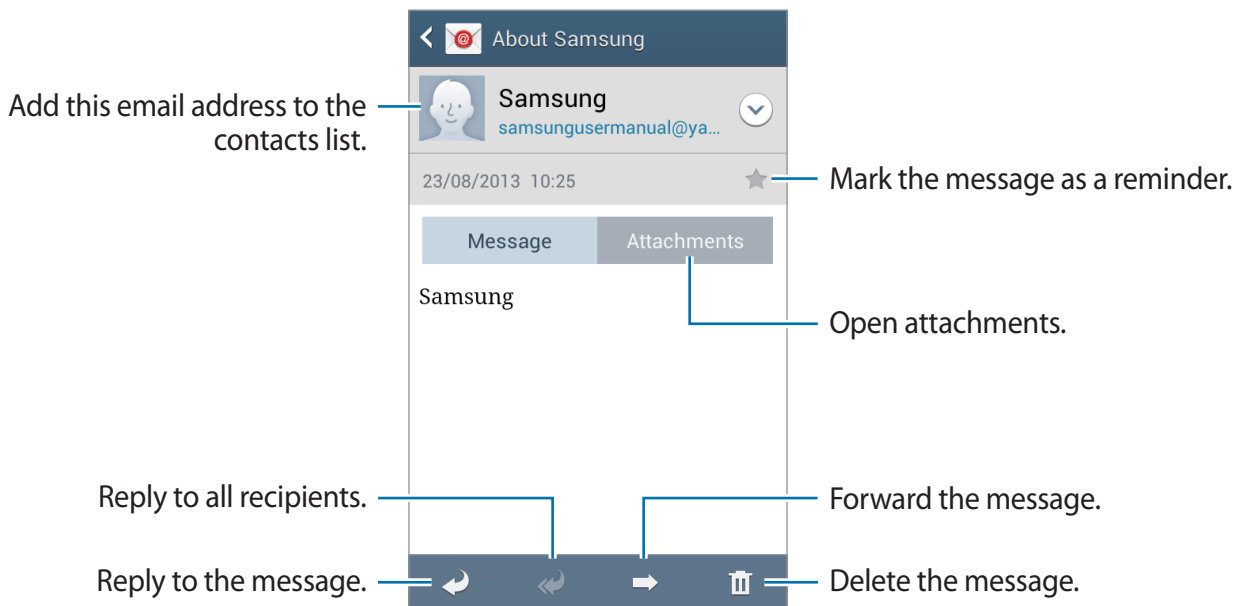 About Samsung
Add this email address to the
contacts list.
Samsung
samsungusermanual@ya...
23/08/2013 10:25
Mark the message as a reminder.
Message
Attachments
Samsung
Open attachments.
Reply to all recipients.
Forward the message.
Reply to the message.
Delete the message.